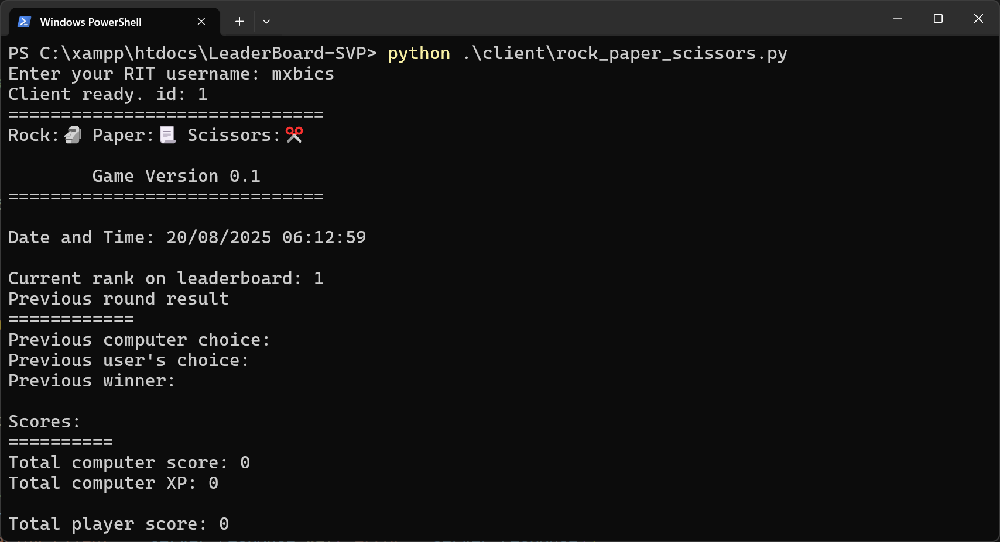 Windows PowerShell
PS C:\xampp\htdocs\LeaderBoard-SVP> python .\client\rock_paper_scissors.py
Enter your RIT username: mxbics
Client ready. id: 1
==============================
Rock:🗿 Paper:📜 Scissors:✂️
Game Version 0.1
==============================
Date and Time: 20/08/2025 06:12:59
Current rank on leaderboard: 1
Previous round result
============
Previous computer choice:
Previous user's choice:
Previous winner:
Scores:
==========
Total computer score: 0
Total computer XP: 0
Total player score: 0